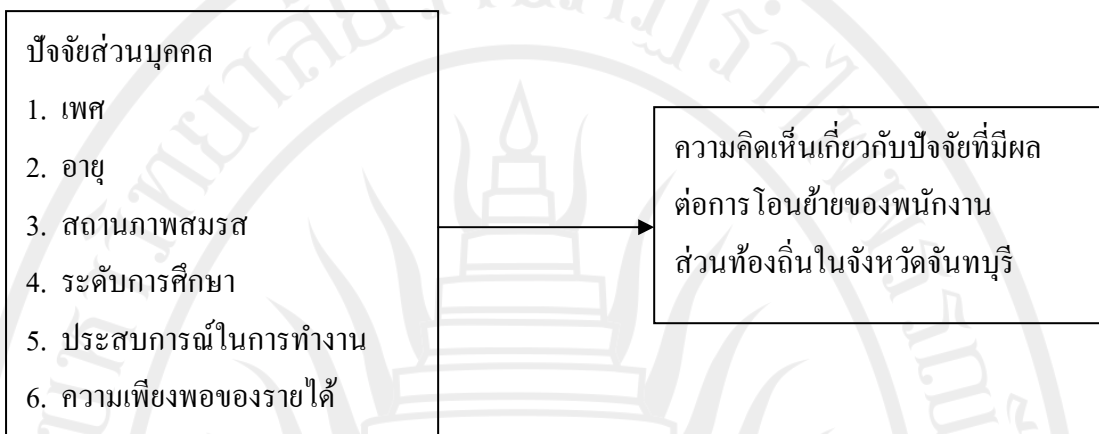 ปัจจัยส่วนบุคคล
1. เพศ
2. อายุ
3. สถานภาพสมรส
4. ระดับการศึกษา
5. ประสบการณ์ในการทำงาน
6. ความเพียงพอของรายได้
ความคิดเห็นเกี่ยวกับปัจจัยที่มีผล
ต่อการโอนย้ายของพนักงาน
ส่วนท้องถิ่นในจังหวัดจันทบุรี